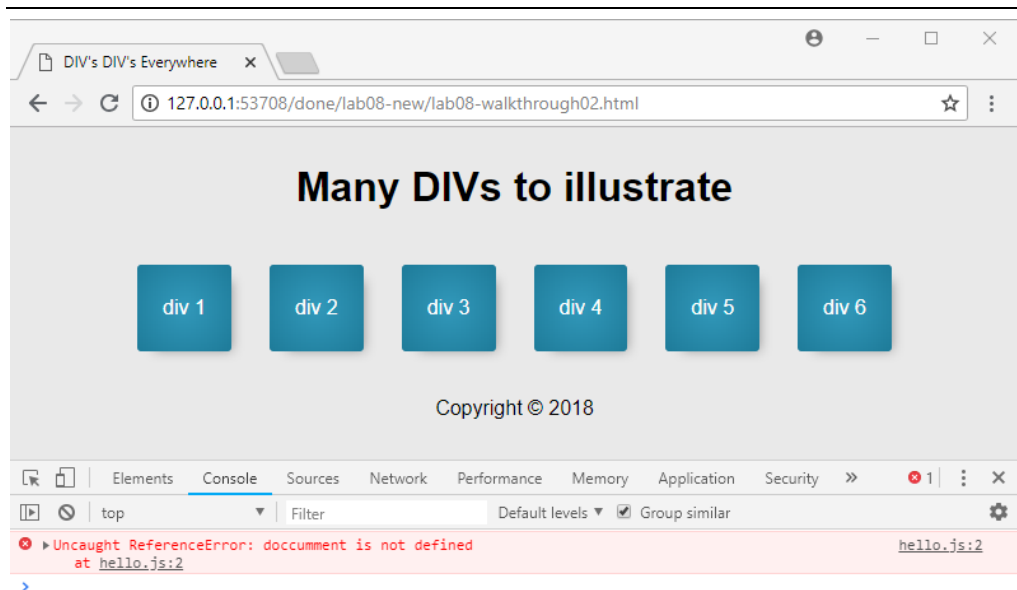 DIV's DIV's Everywhere
127.0.0.1:53708/done/lab08-new/lab08-walkthrough02.html
Many DIVs to illustrate
div 1 div 2 div 3 div 4 div 5 div 6
Copyright © 2018
Elements Console Sources Network Performance Memory Application Security » 1
top Filter Default levels Group similar
Uncaught ReferenceError: doccumment is not defined hello.js:2
at hello.js:2